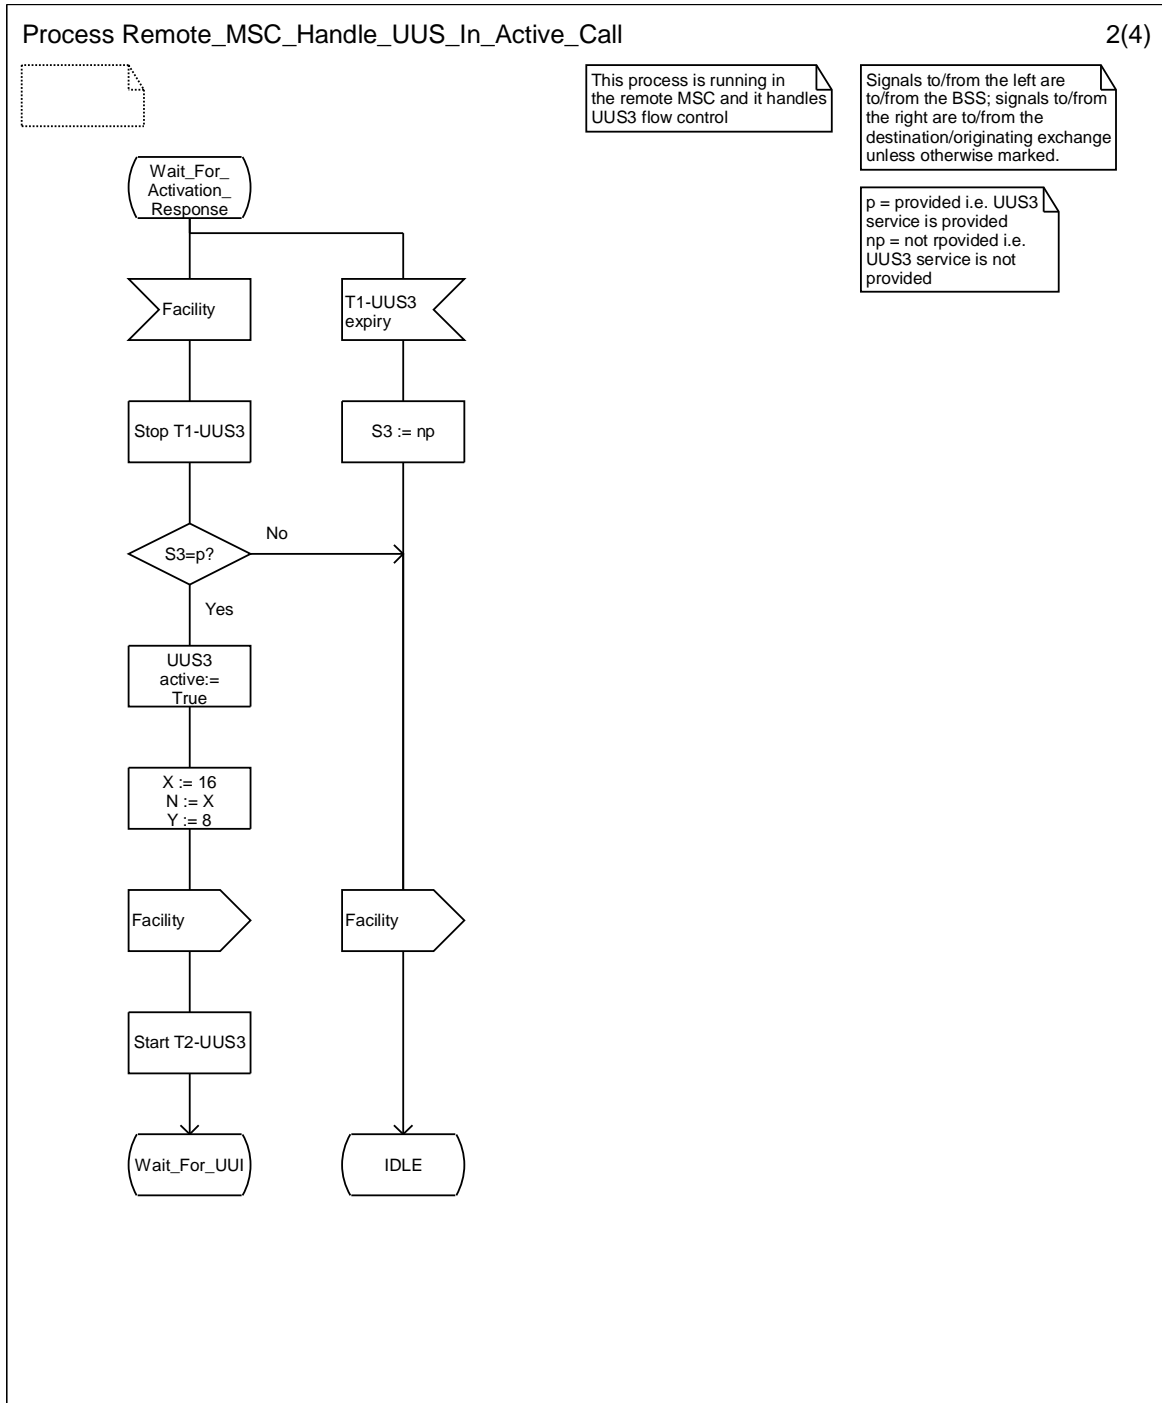 Process Remote_MSC_Handle_UUS_In_Active_Call
2(4)
This process is running in
the remote MSC and it handles
UUS3 flow control
Signals to/from the left are
to/from the BSS; signals to/from
the right are to/from the
destination/originating exchange
unless otherwise marked.
p = provided i.e. UUS3
service is provided
np = not rpovided i.e.
UUS3 service is not
provided
Wait_For_
Activation_
Response
Facility
T1-UUS3
expiry
Stop T1-UUS3
S3 := np
S3=p?
No
Yes
UUS3
active:=
True
X := 16
N := X
Y := 8
Facility
Facility
Start T2-UUS3
Wait_For_UUI
IDLE